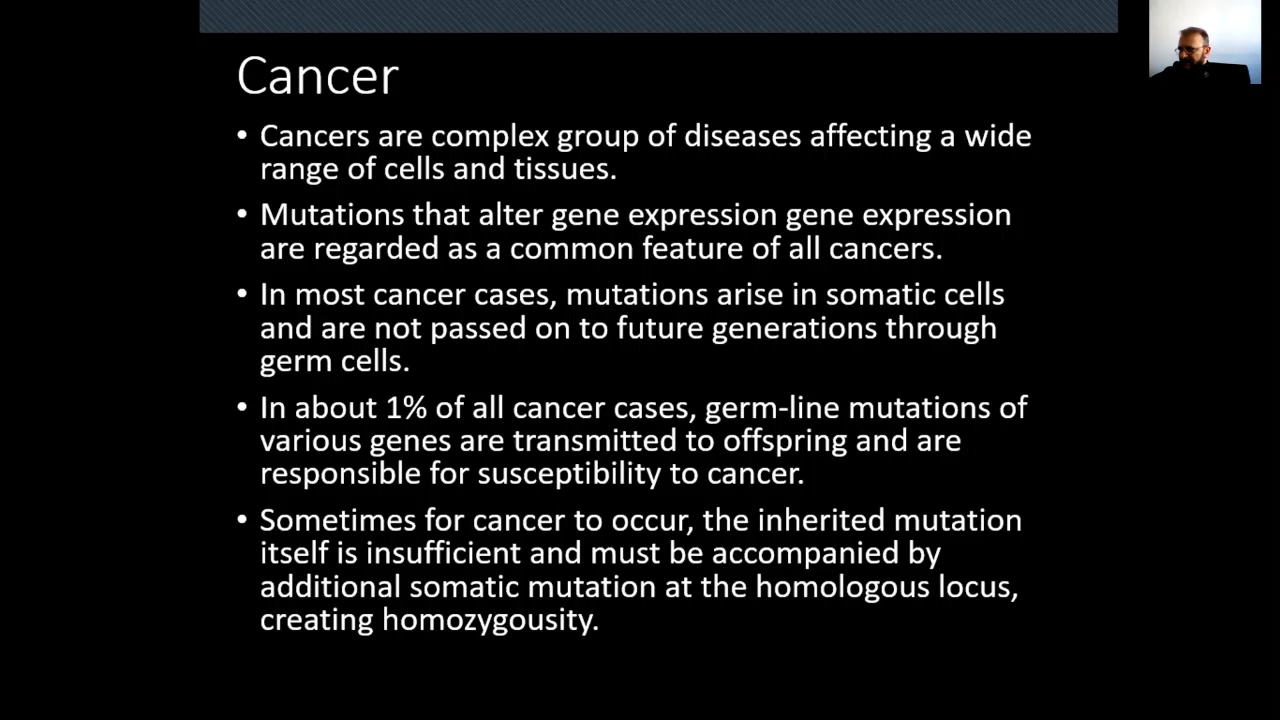 Cancer
• Cancers are complex group of diseases affecting a wide
range of cells and tissues.
• Mutations that alter gene expression gene expression
are regarded as a common feature of all cancers.
• In most cancer cases, mutations arise in somatic cells
and are not passed on to future generations through
germ cells.
• In about 1% of all cancer cases, germ-line mutations of
various genes are transmitted to offspring and are
responsible for susceptibility to cancer.
• Sometimes for cancer to occur, the inherited mutation
itself is insufficient and must be accompanied by
additional somatic mutation at the homologous locus,
creating homozygousity.